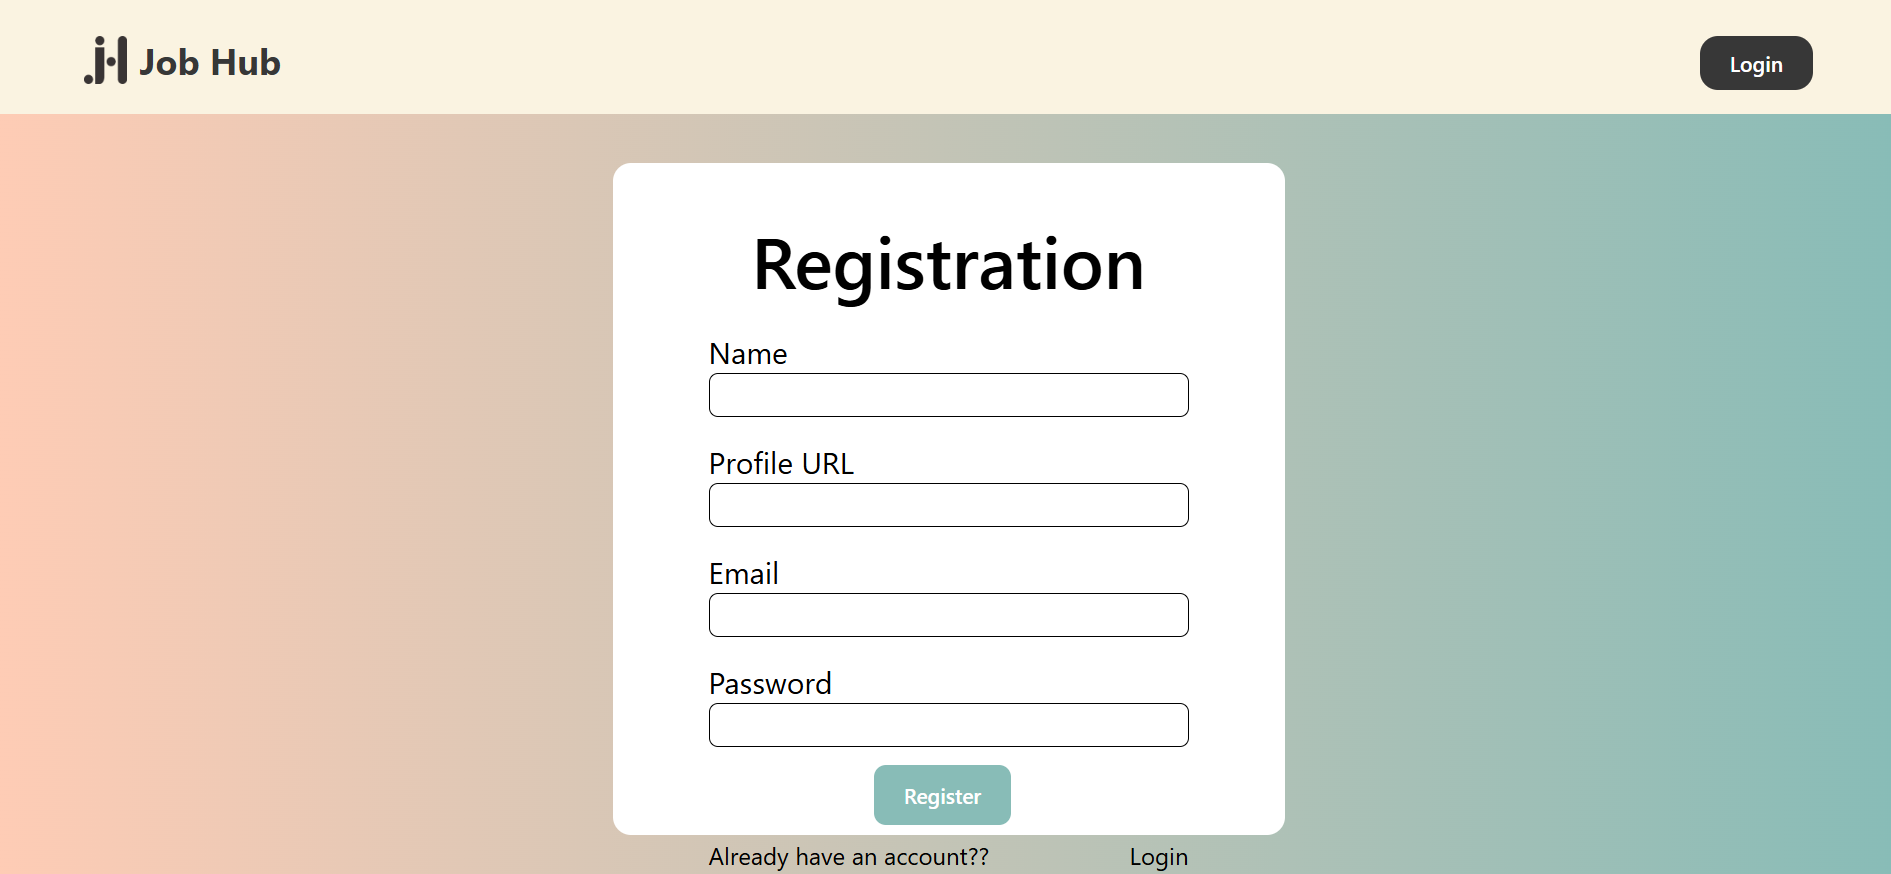 Job Hub
Login
Registration
Name
Profile URL
Email
Password
Register
Already have an account?? Login